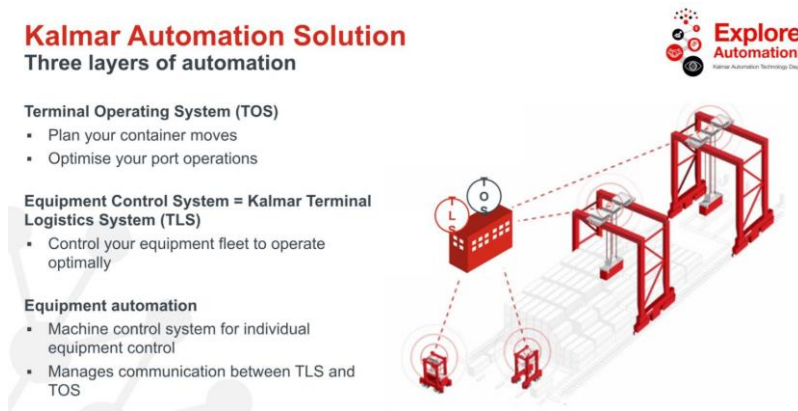 Kalmar Automation Solution
Three layers of automation
Explore
Automation
Kalmar Automation Technology Day
Terminal Operating System (TOS)
▪ Plan your container moves
▪ Optimise your port operations
Equipment Control System = Kalmar Terminal
Logistics System (TLS)
▪ Control your equipment fleet to operate
optimally
Equipment automation
▪ Machine control system for individual
equipment control
▪ Manages communication between TLS and
TOS
TLS
TOS